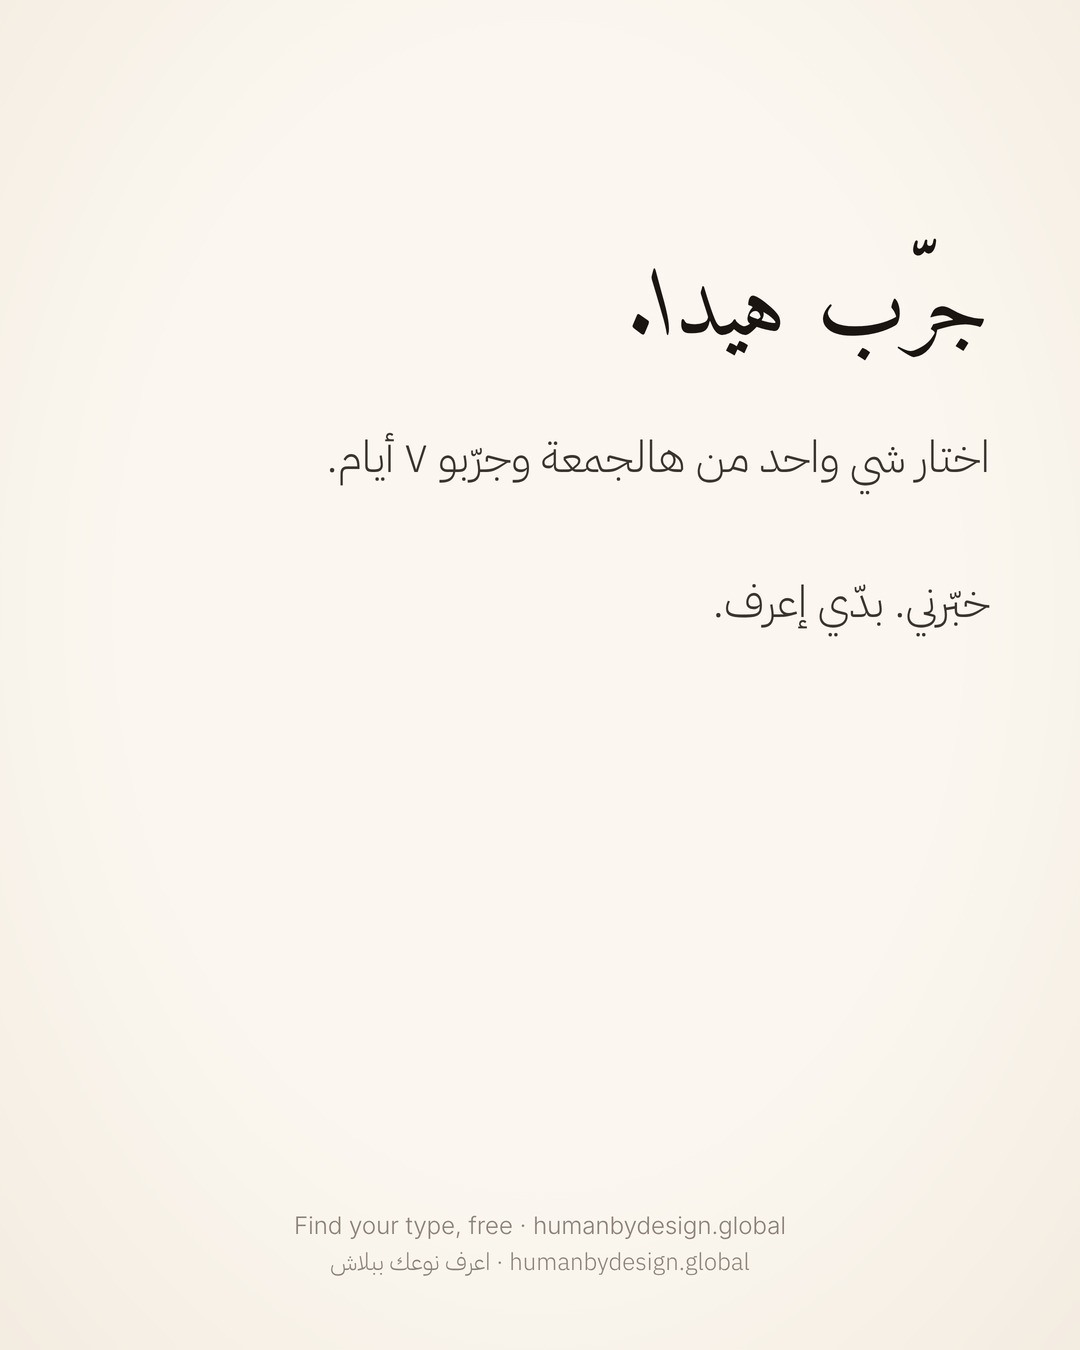 جرّب هيدا.
اختار شي واحد من هالجمعة وجرّبو ٧ أيام.
خبّرني. بدّي إعرف.
Find your type, free · humanbydesign.global
اعرف نوعك ببلاش · humanbydesign.global